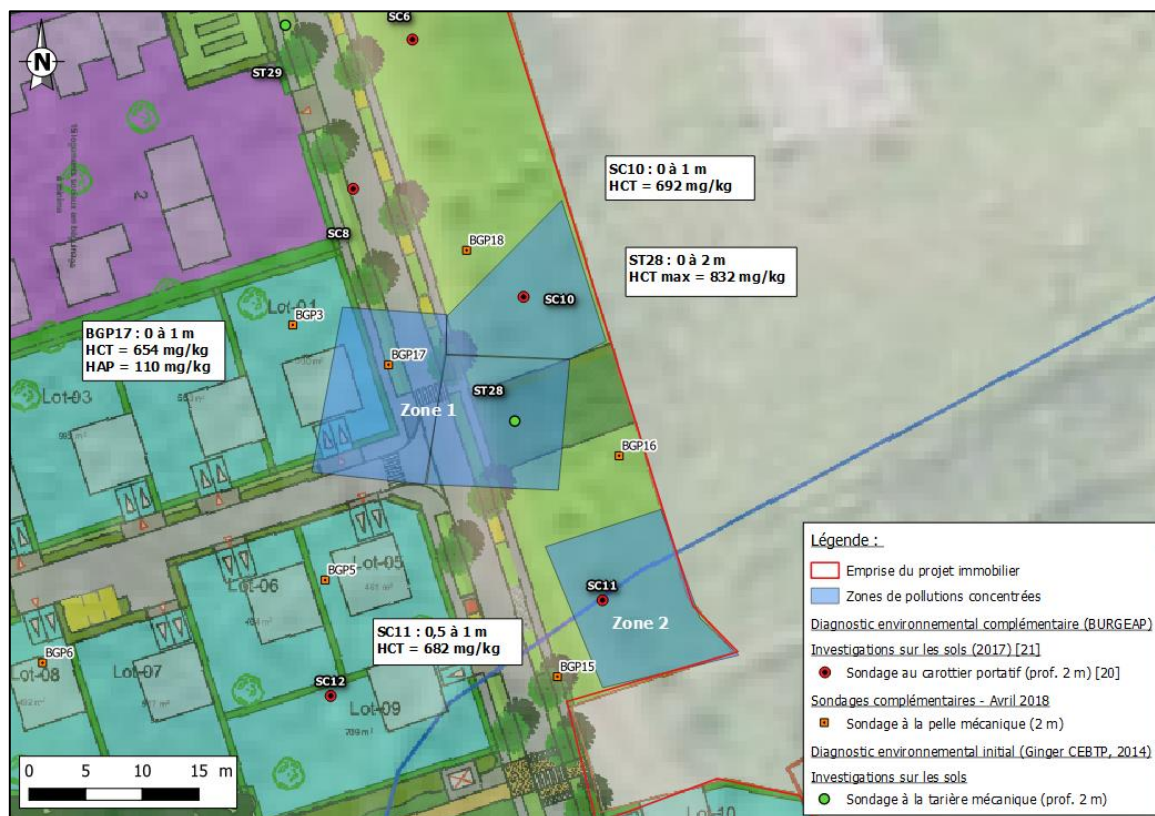 N
SC6
ST29
SC10 : 0 à 1 m
HCT = 692 mg/kg
2
SC8
BGP18
ST28 : 0 à 2 m
HCT max = 832 mg/kg
SC10
Lot-01
BGP3
BGP17 : 0 à 1 m
HCT = 654 mg/kg
HAP = 110 mg/kg
BGP17
Lot-03
ST28
Zone 1
BGP16
Légende :
Emprise du projet immobilier
Zones de pollutions concentrées
Diagnostic environnemental complémentaire (BURGEAP)
Investigations sur les sols (2017) [21]
Sondage au carottier portatif (prof. 2 m) [20]
Sondages complémentaires - Avril 2018
Sondage à la pelle mécanique (2 m)
Diagnostic environnemental initial (Ginger CEBTP, 2014)
Investigations sur les sols
Sondage à la tarière mécanique (prof. 2 m)
Lot-05
BGP5
Lot-06
SC11
Zone 2
SC11 : 0,5 à 1 m
HCT = 682 mg/kg
BGP6
Lot-08
Lot-07
BGP15
SC12
Lot-09
Lot-10
0 5 10 15 m